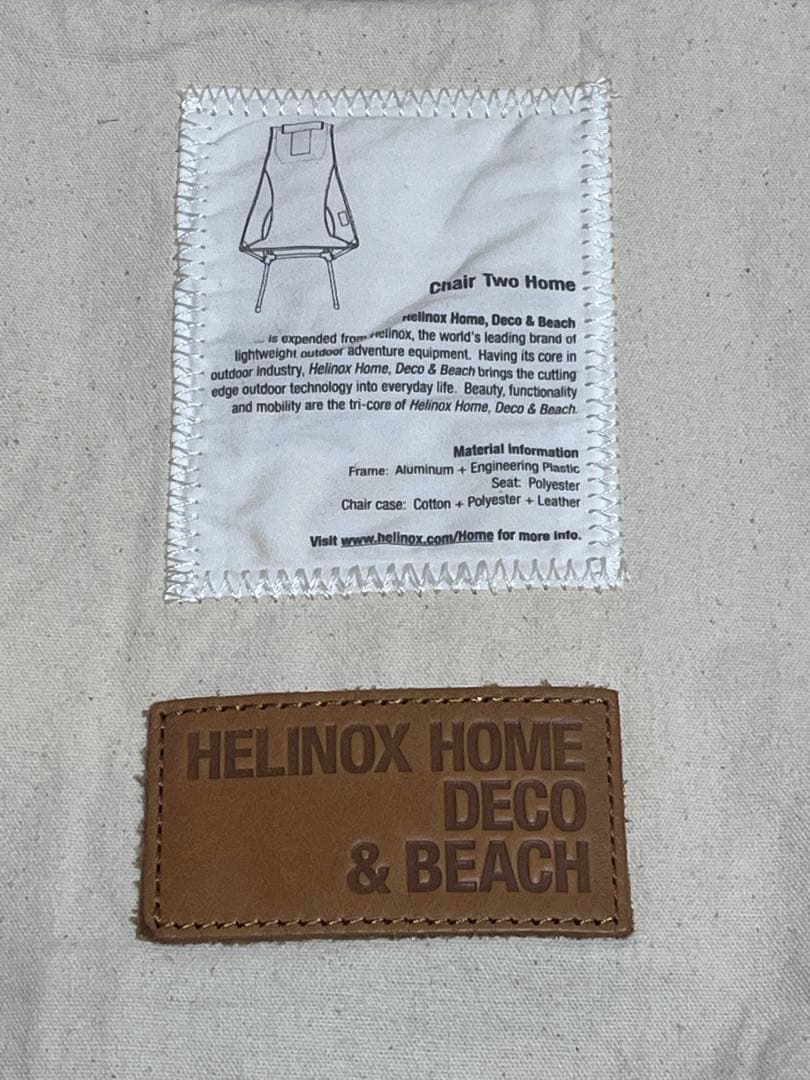 Chair Two Home
Helinox Home, Deco & Beach
is expended from Helinox, the world's leading brand of
lightweight outdoor adventure equipment. Having its core in
outdoor industry, Helinox Home, Deco & Beach brings the cutting
edge outdoor technology into everyday life. Beauty, functionality
and mobility are the tri-core of Helinox Home, Deco & Beach.
Material Information
Frame: Aluminum + Engineering Plastic
Seat: Polyester
Chair case: Cotton + Polyester + Leather
Visit www.helinox.com/Home for more info.
HELINOX HOME
DECO
& BEACH